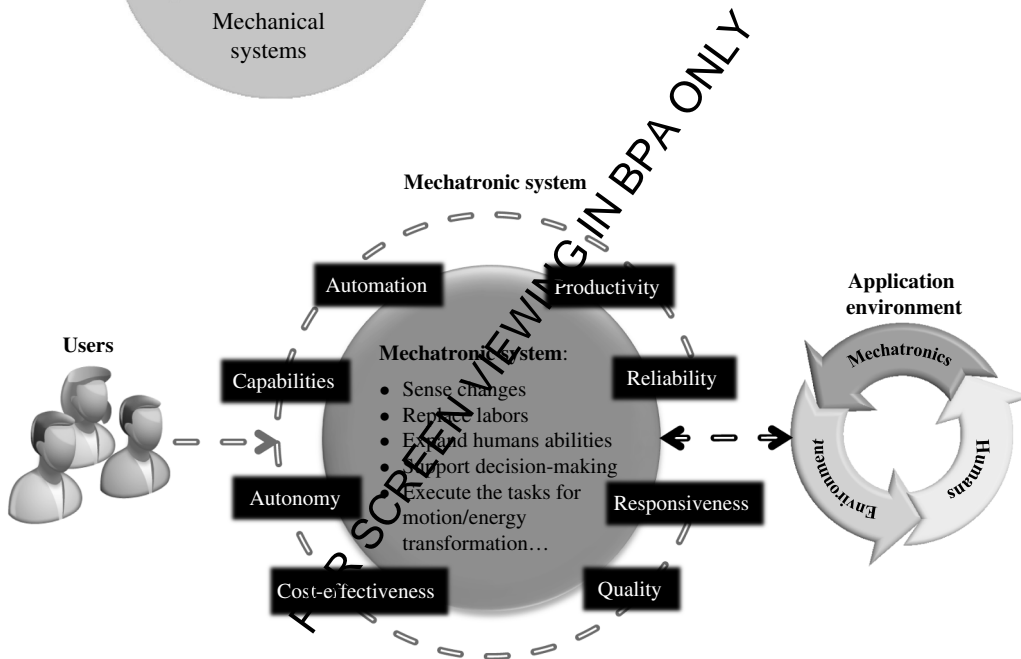 Mechanical
systems
Mechatronic system
Automation
Productivity
Application
environment
Users
Mechatronic system:
• Sense changes
• Replace labors
• Expand humans abilities
• Support decision-making
• Execute the tasks for
motion/energy
transformation…
Capabilities
Reliability
Autonomy
Responsiveness
Cost-effectiveness
Quality
Mechatronics
Environment
Humans
FOR SCREEN VIEWING IN BPA ONLY